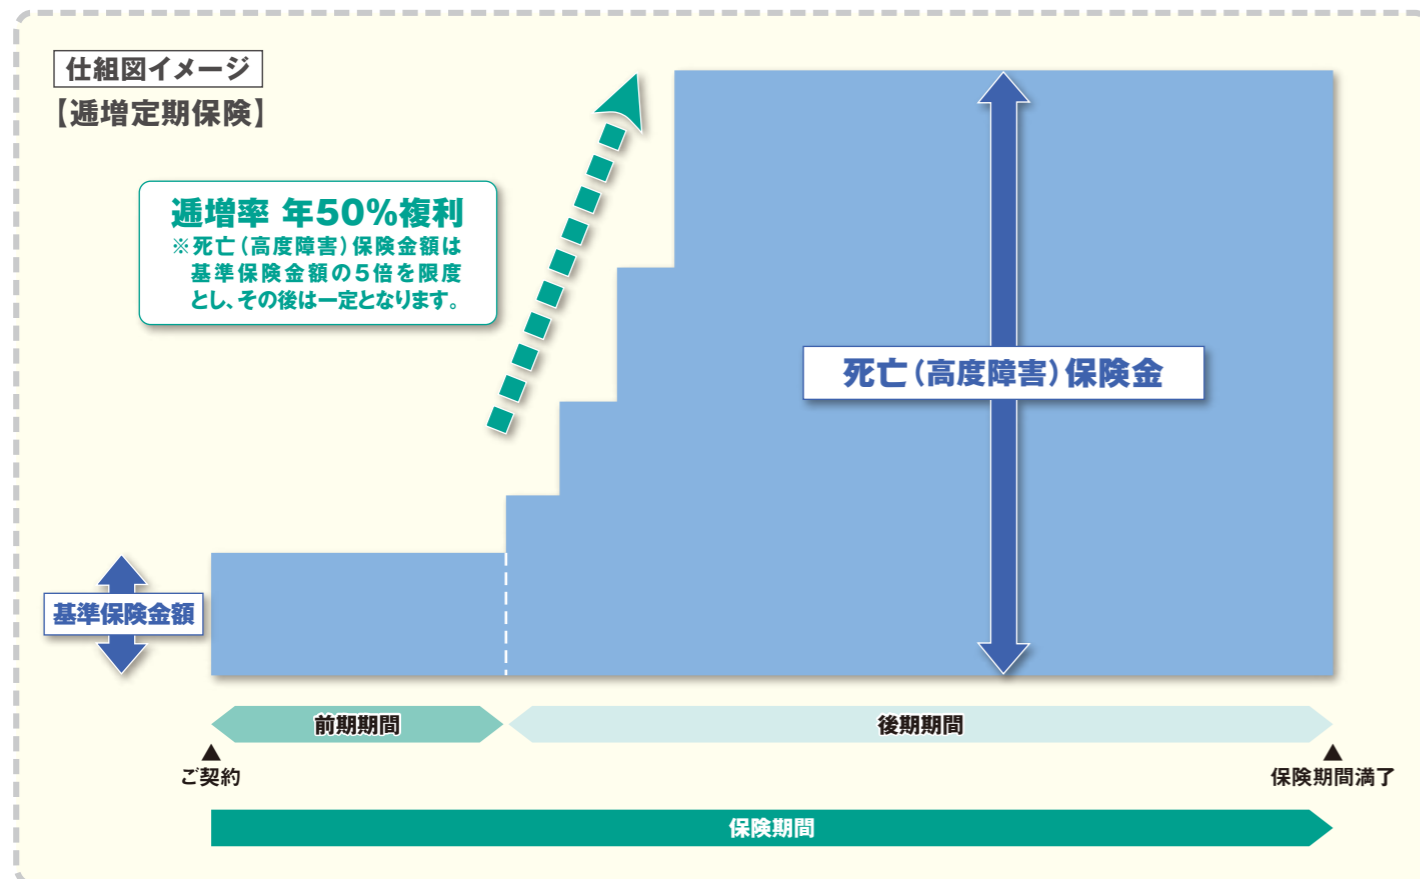 仕組図イメージ
【逓増定期保険】
逓増率 年50%複利
※死亡(高度障害)保険金額は
基準保険金額の5倍を限度
とし、その後は一定となります。
死亡(高度障害)保険金
基準保険金額
前期期間
後期期間
▲
ご契約
▲
保険期間満了
保険期間